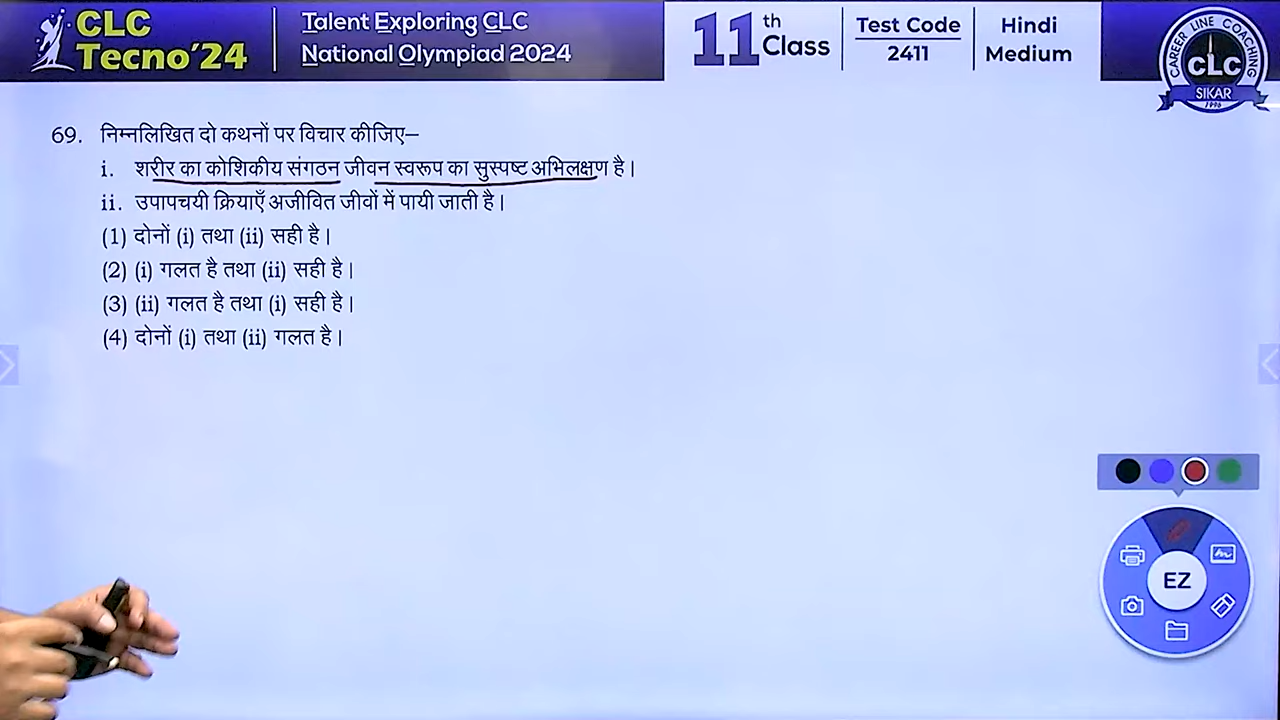 CLC
Tecno'24
Talent Exploring CLC
National Olympiad 2024
11th Class
Test Code
2411
Hindi
Medium
CAREER LINE COACHING
CLC
SIKAR
1996
69. निम्नलिखित दो कथनों पर विचार कीजिए–
i. शरीर का कोशिकीय संगठन जीवन स्वरूप का सुस्पष्ट अभिलक्षण है।
ii. उपापचयी क्रियाएँ अजीवित जीवों में पायी जाती है।
(1) दोनों (i) तथा (ii) सही है।
(2) (i) गलत है तथा (ii) सही है।
(3) (ii) गलत है तथा (i) सही है।
(4) दोनों (i) तथा (ii) गलत है।
EZ